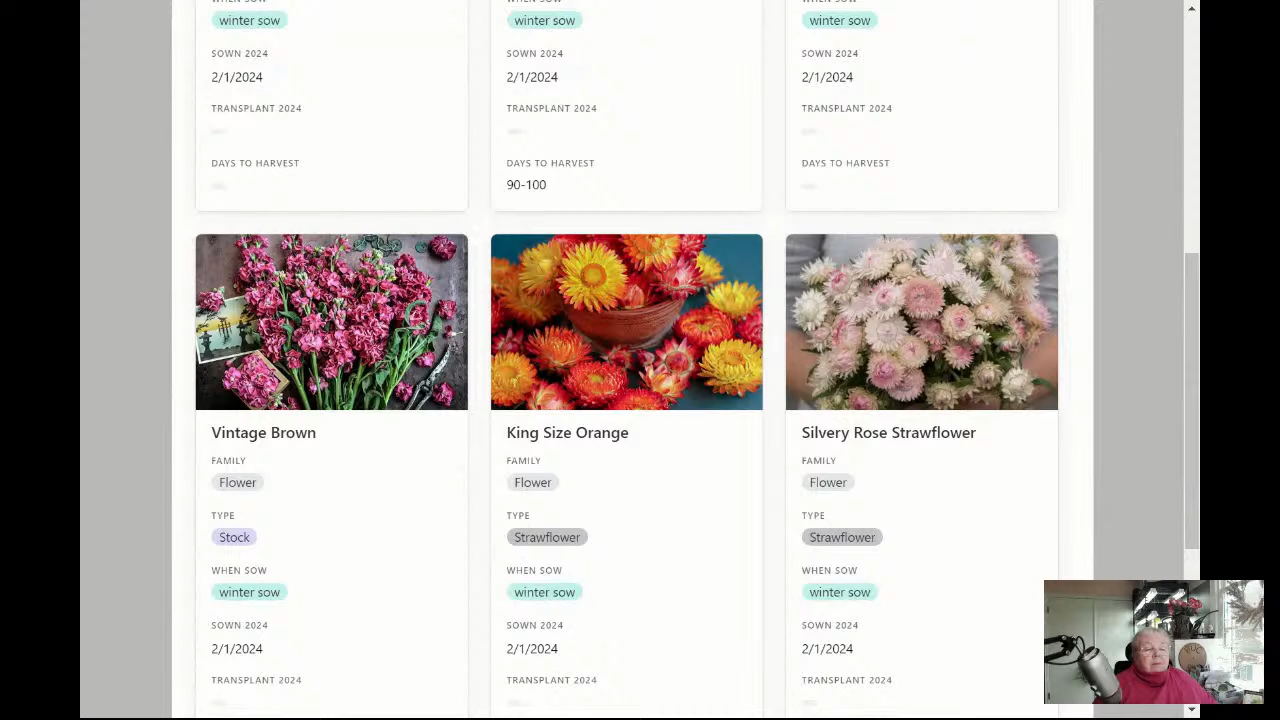 winter sow winter sow winter sow
SOWN 2024 SOWN 2024 SOWN 2024
2/1/2024 2/1/2024 2/1/2024
TRANSPLANT 2024 TRANSPLANT 2024 TRANSPLANT 2024
DAYS TO HARVEST DAYS TO HARVEST DAYS TO HARVEST
90-100
Vintage Brown King Size Orange Silvery Rose Strawflower
FAMILY FAMILY FAMILY
Flower Flower Flower
TYPE TYPE TYPE
Stock Strawflower Strawflower
WHEN SOW WHEN SOW WHEN SOW
winter sow winter sow winter sow
SOWN 2024 SOWN 2024 SOWN 2024
2/1/2024 2/1/2024 2/1/2024
TRANSPLANT 2024 TRANSPLANT 2024 TRANSPLANT 2024